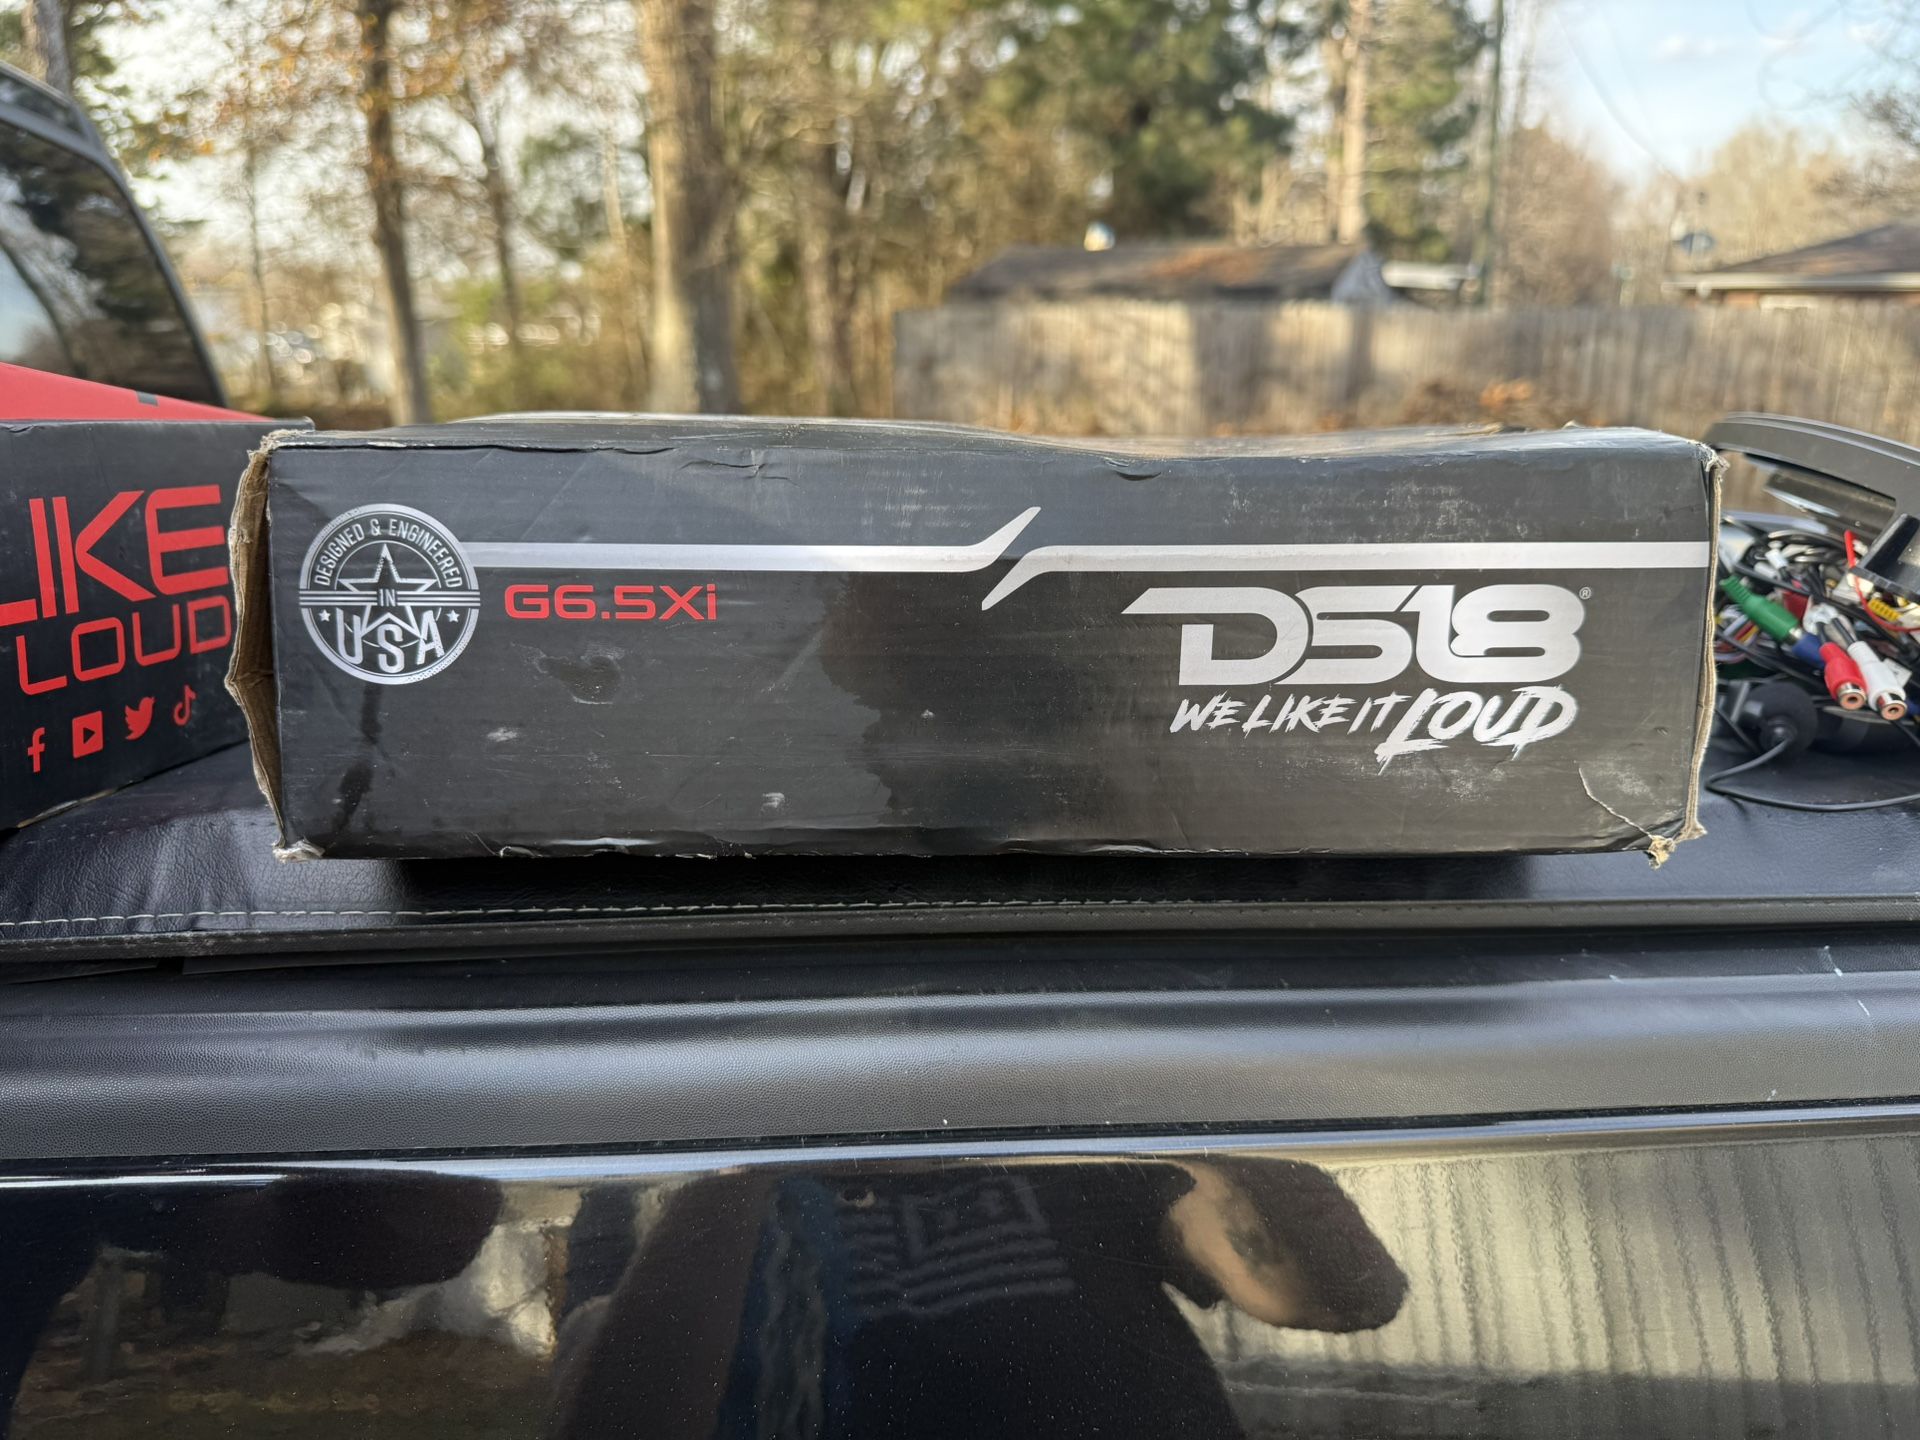 LIKE
LOUD
DESIGNED & ENGINEERED
IN
USA
G6.5Xi
DS18®
WE LIKE IT LOUD